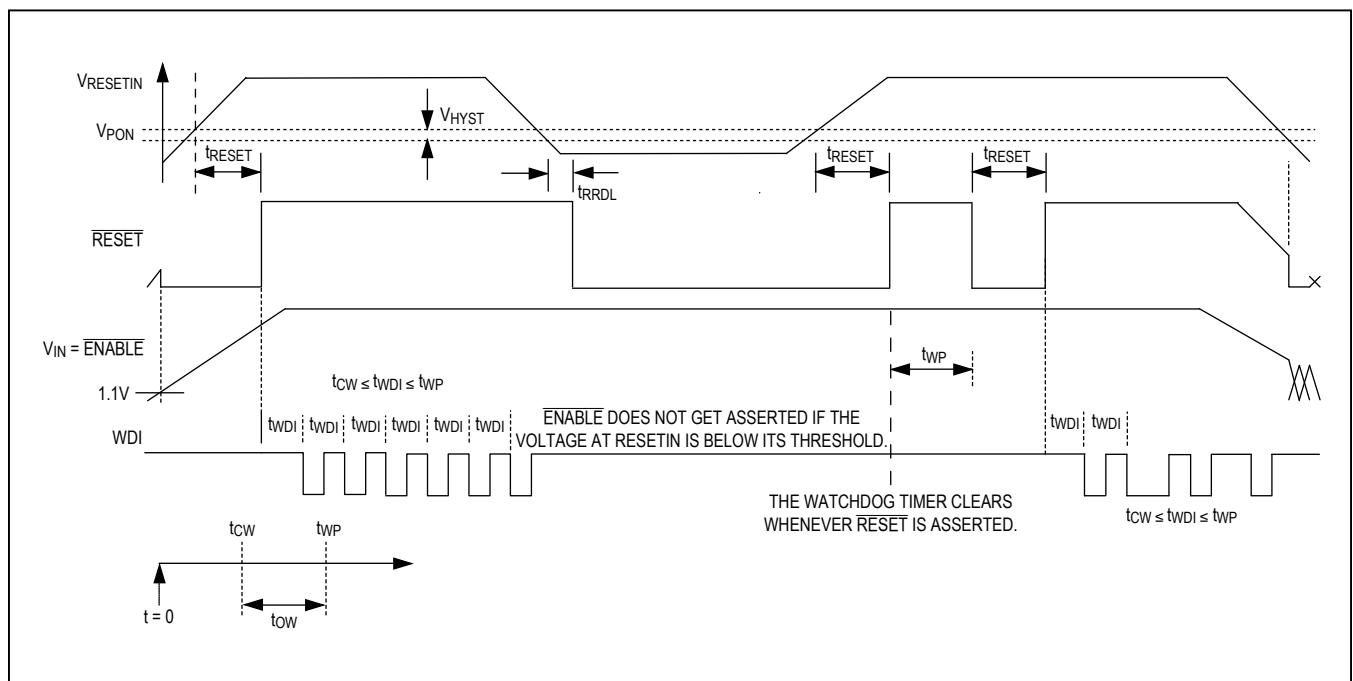 VRESETIN
VPON
VHYST
tRESET
tRRDL
tRESET
tRESET
RESET
VIN = ENABLE
1.1V
tCW ≤ tWDI ≤ tWP
tWP
WDI
tWDI tWDI tWDI tWDI tWDI tWDI
ENABLE DOES NOT GET ASSERTED IF THE
VOLTAGE AT RESETIN IS BELOW ITS THRESHOLD.
tWDI tWDI
THE WATCHDOG TIMER CLEARS
WHENEVER RESET IS ASSERTED.
tCW ≤ tWDI ≤ tWP
tCW
tWP
t = 0
tOW